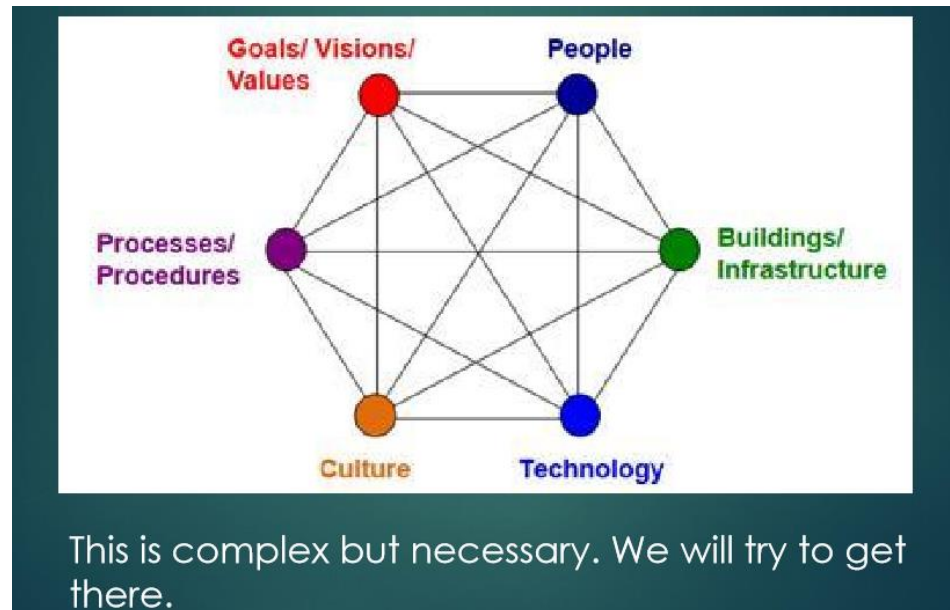 Goals/ Visions/
Values
People
Processes/
Procedures
Buildings/
Infrastructure
Culture
Technology
This is complex but necessary. We will try to get
there.